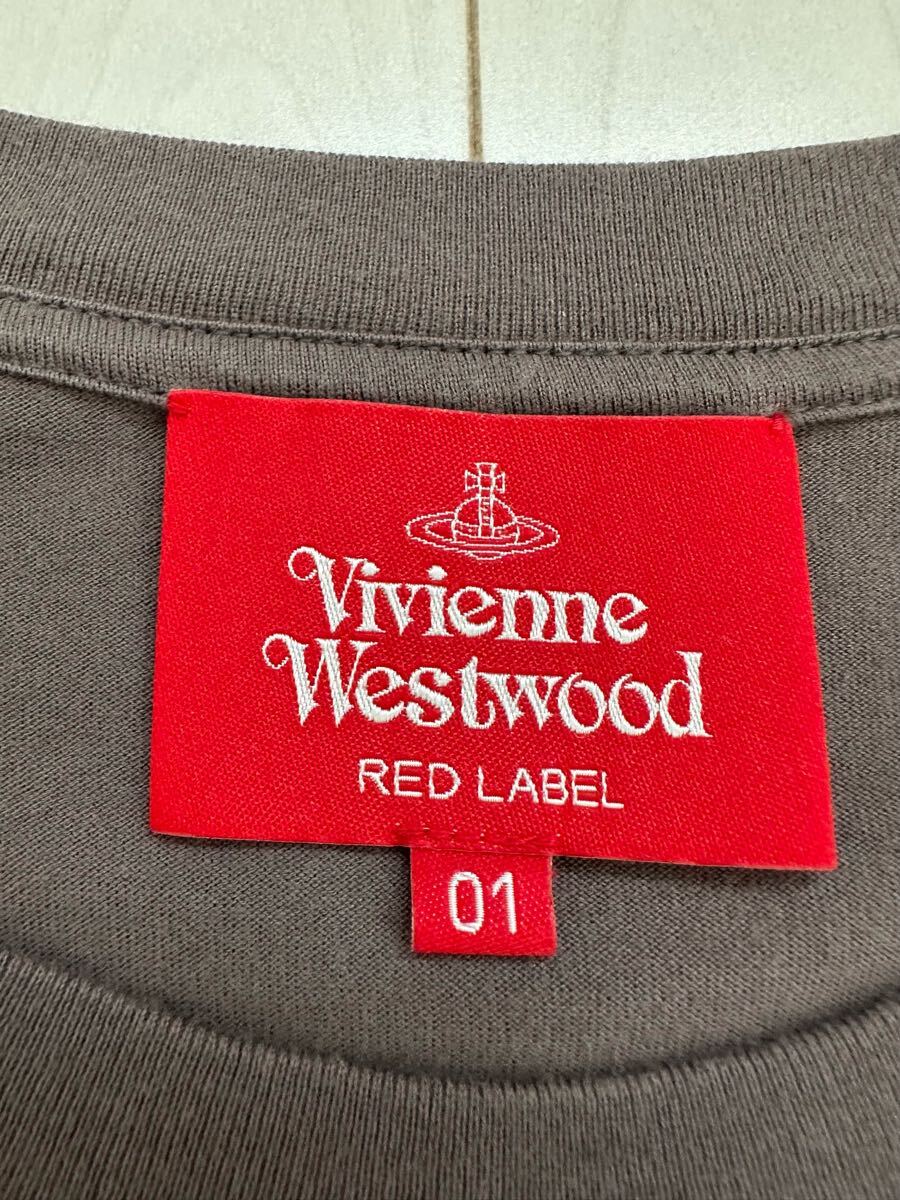 Vivienne
Westwood
RED LABEL
01